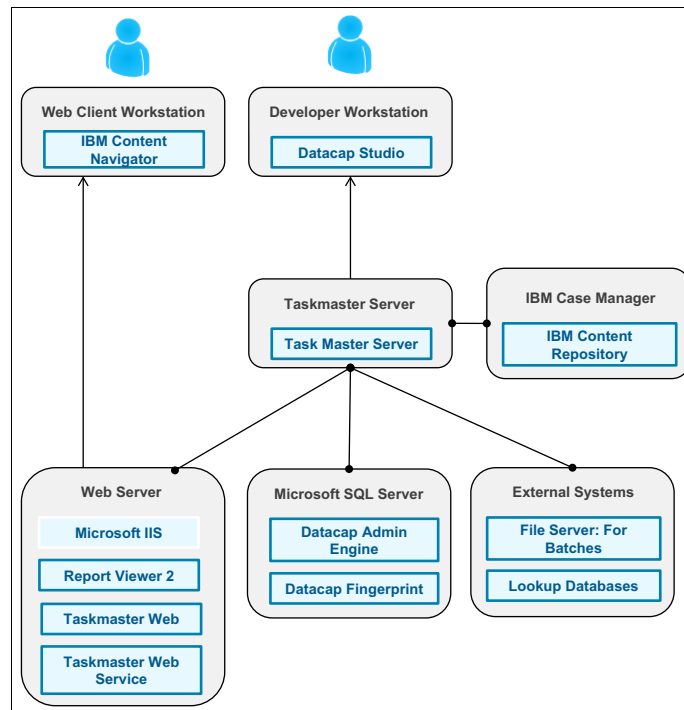 Web Client Workstation
IBM Content
Navigator
Developer Workstation
Datacap Studio
Taskmaster Server
Task Master Server
IBM Case Manager
IBM Content
Repository
Web Server
Microsoft IIS
Report Viewer 2
Taskmaster Web
Taskmaster Web
Service
Microsoft SQL Server
Datacap Admin
Engine
Datacap Fingerprint
External Systems
File Server: For
Batches
Lookup Databases